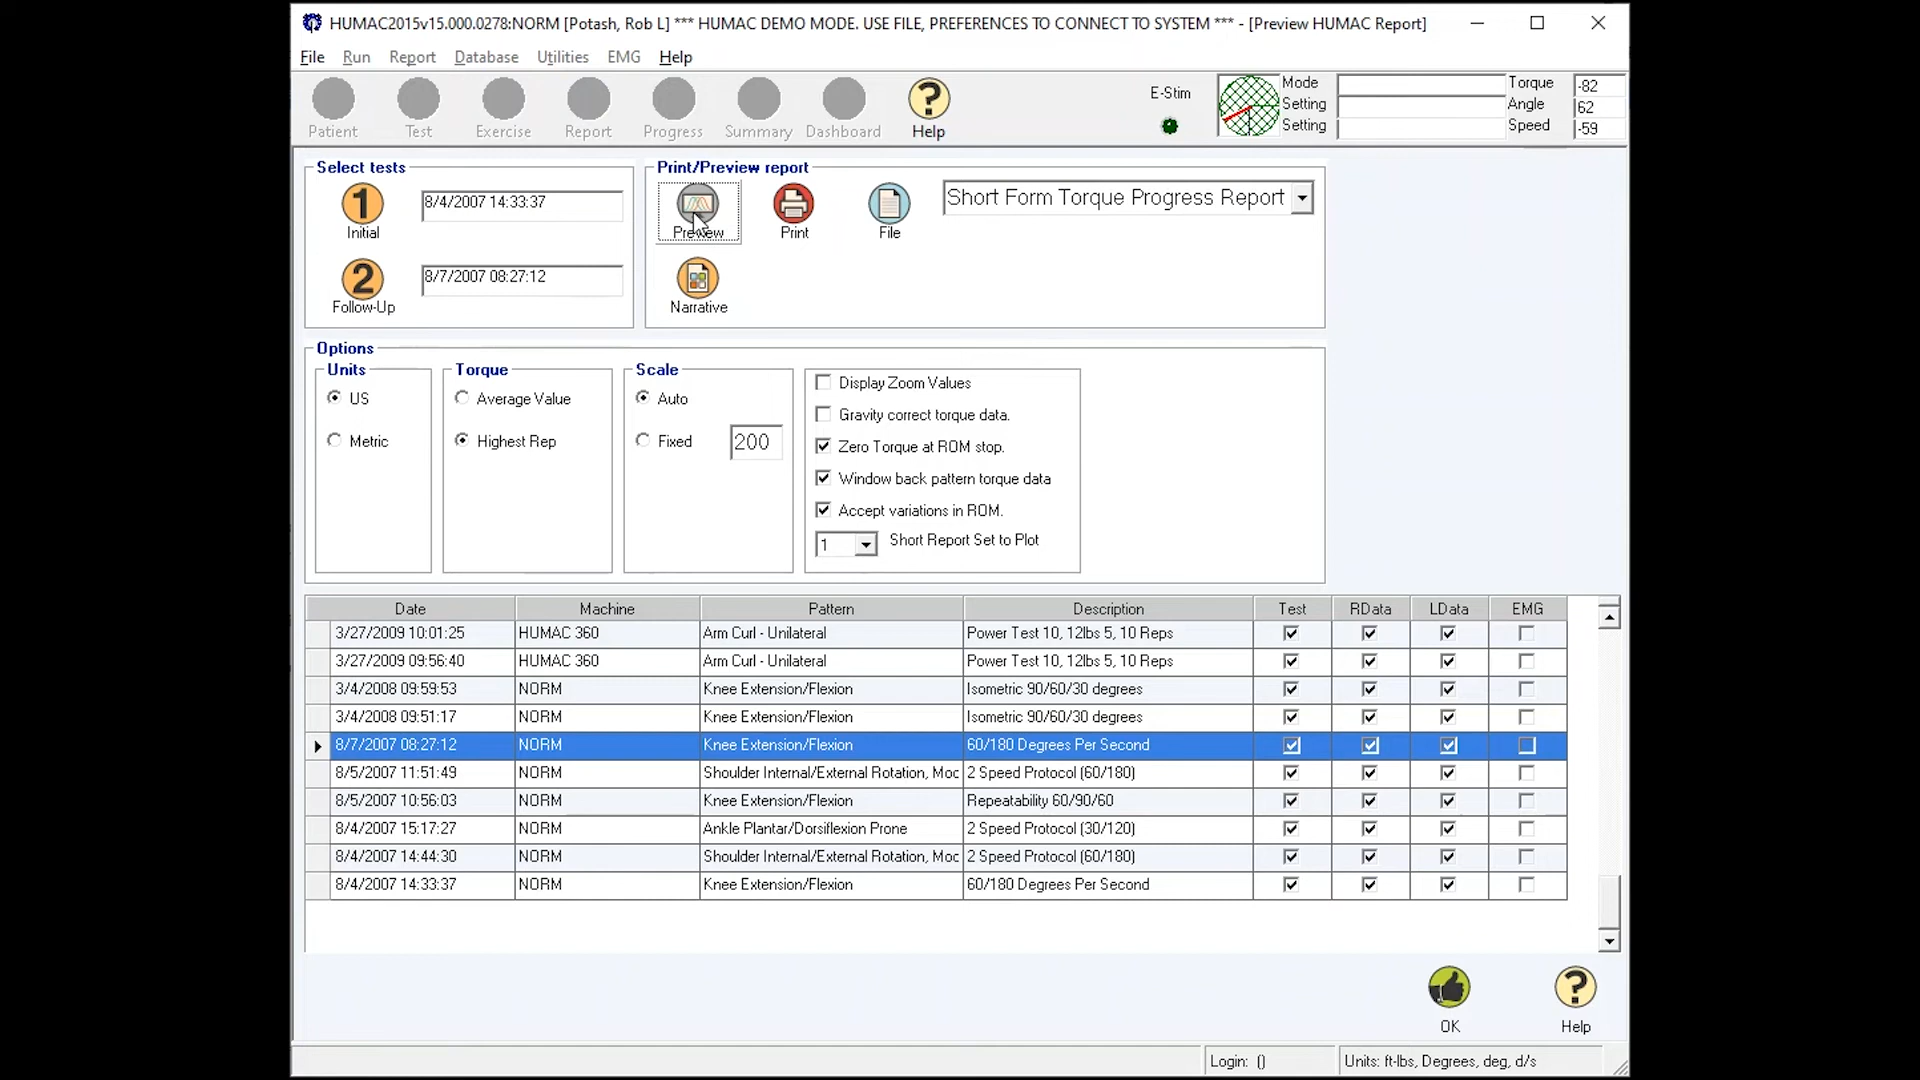 HUMAC2015v15.000.0278:NORM [Potash, Rob L] *** HUMAC DEMO MODE. USE FILE, PREFERENCES TO CONNECT TO SYSTEM *** - [Preview HUMAC Report]
File Run Report Database Utilities EMG Help
Patient Test Exercise Report Progress Summary Dashboard Help
E-Stim
Mode Torque -82
Setting Angle 62
Setting Speed -59
Select tests
1 8/4/2007 14:33:37
Initial
2 8/7/2007 08:27:12
Follow-Up
Print/Preview report
Short Form Torque Progress Report
Preview Print File
Narrative
Options
Units
US
Metric
Torque
Average Value
Highest Rep
Scale
Auto
Fixed 200
Display Zoom Values
Gravity correct torque data.
Zero Torque at ROM stop.
Window back pattern torque data
Accept variations in ROM.
1 Short Report Set to Plot
Date Machine Pattern Description Test RData LData EMG
3/27/2009 10:01:25 HUMAC 360 Arm Curl - Unilateral Power Test 10, 12lbs 5, 10 Reps
3/27/2009 09:56:40 HUMAC 360 Arm Curl - Unilateral Power Test 10, 12lbs 5, 10 Reps
3/4/2008 09:59:53 NORM Knee Extension/Flexion Isometric 90/60/30 degrees
3/4/2008 09:51:17 NORM Knee Extension/Flexion Isometric 90/60/30 degrees
8/7/2007 08:27:12 NORM Knee Extension/Flexion 60/180 Degrees Per Second
8/5/2007 11:51:49 NORM Shoulder Internal/External Rotation, Moc 2 Speed Protocol (60/180)
8/5/2007 10:56:03 NORM Knee Extension/Flexion Repeatability 60/90/60
8/4/2007 15:17:27 NORM Ankle Plantar/Dorsiflexion Prone 2 Speed Protocol (30/120)
8/4/2007 14:44:30 NORM Shoulder Internal/External Rotation, Moc 2 Speed Protocol (60/180)
8/4/2007 14:33:37 NORM Knee Extension/Flexion 60/180 Degrees Per Second
OK Help
Login: () Units: ft-lbs, Degrees, deg, d/s